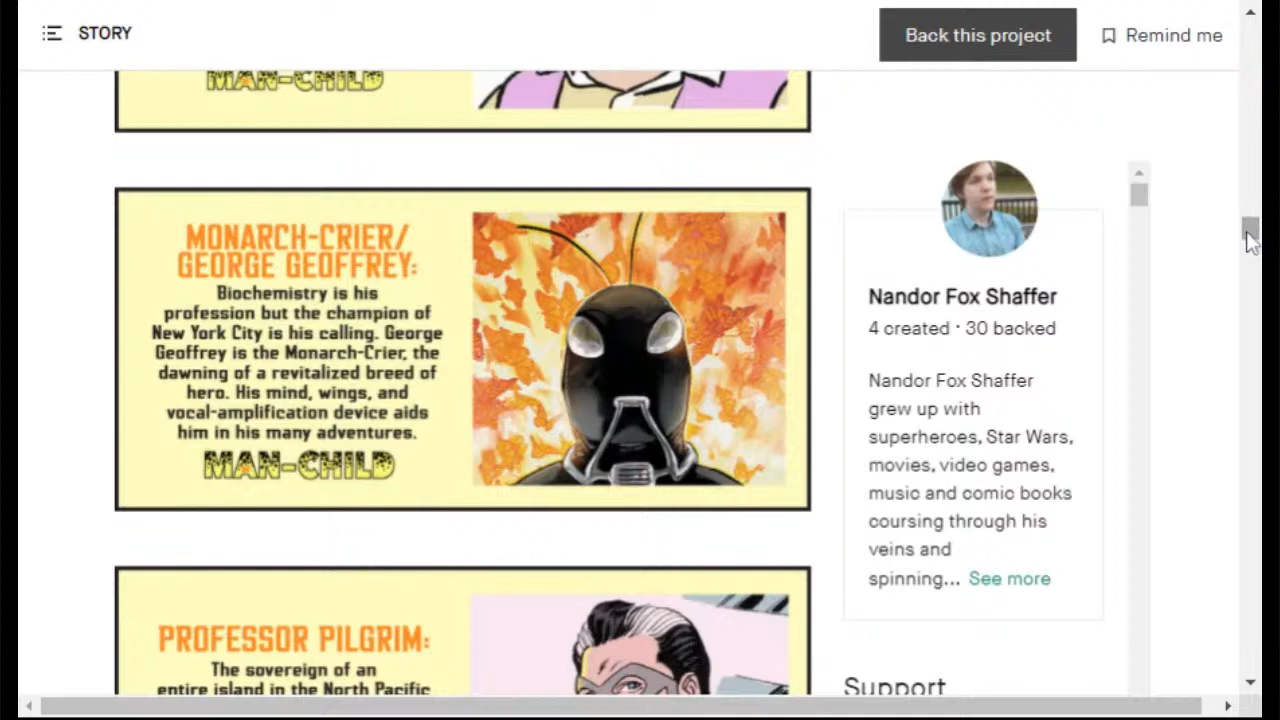 STORY
Back this project
Remind me
MAN-CHILD
MONARCH-CRIER/
GEORGE GEOFFREY:
Biochemistry is his
profession but the champion of
New York City is his calling. George
Geoffrey is the Monarch-Crier, the
dawning of a revitalized breed of
hero. His mind, wings, and
vocal-amplification device aids
him in his many adventures.
MAN-CHILD
PROFESSOR PILGRIM:
The sovereign of an
entire island in the North Pacific
Nandor Fox Shaffer
4 created · 30 backed
Nandor Fox Shaffer
grew up with
superheroes, Star Wars,
movies, video games,
music and comic books
coursing through his
veins and
spinning... See more
Support